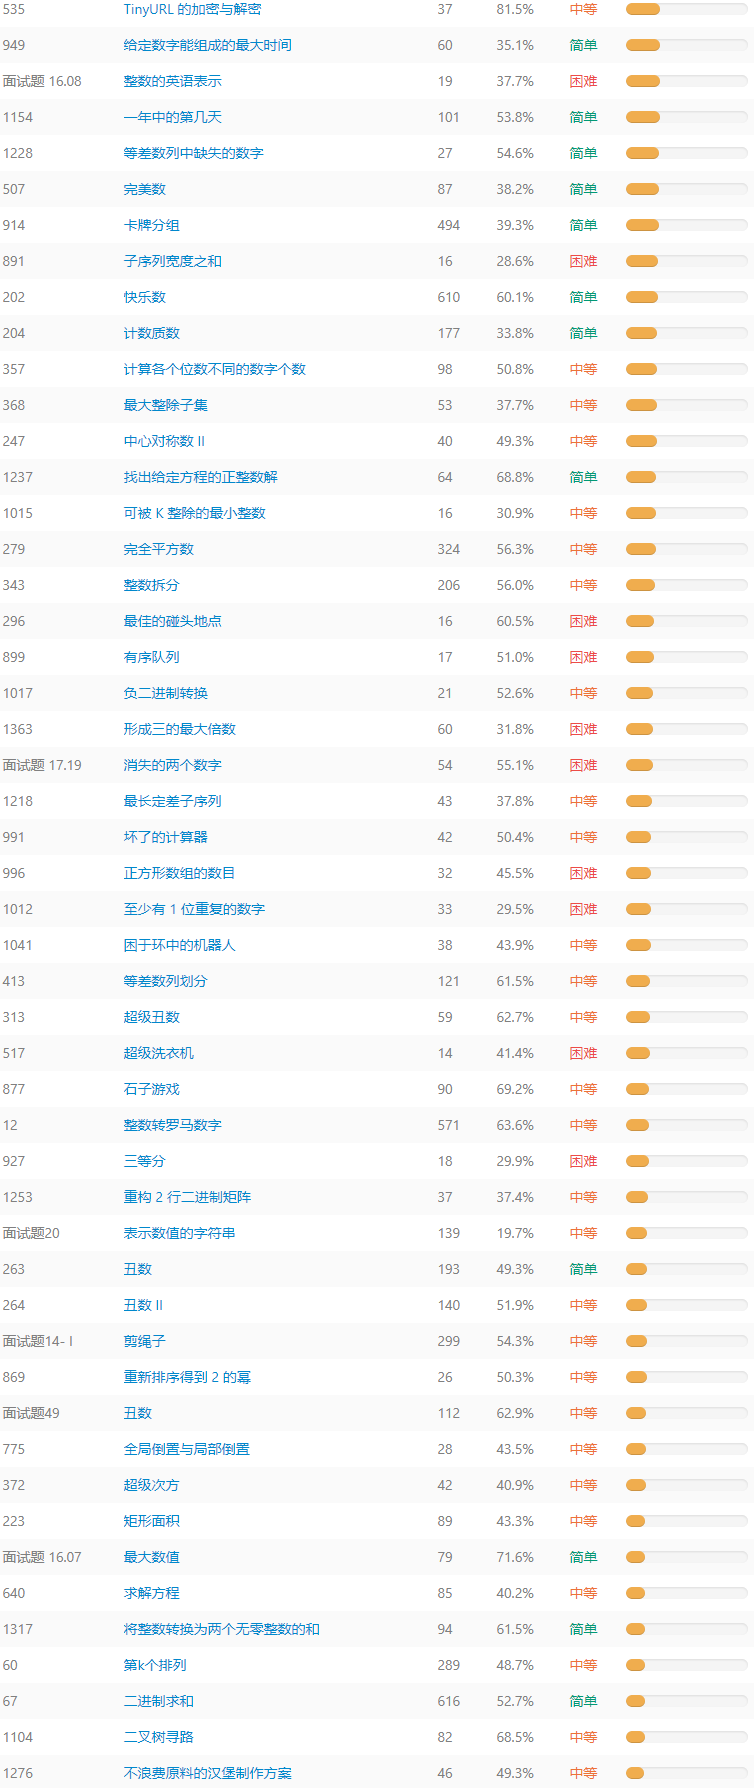 535 TinyURL 的加密与解密 37 81.5% 中等
949 给定数字能组成的最大时间 60 35.1% 简单
面试题 16.08 整数的英语表示 19 37.7% 困难
1154 一年中的第几天 101 53.8% 简单
1228 等差数列中缺失的数字 27 54.6% 简单
507 完美数 87 38.2% 简单
914 卡牌分组 494 39.3% 简单
891 子序列宽度之和 16 28.6% 困难
202 快乐数 610 60.1% 简单
204 计数质数 177 33.8% 简单
357 计算各个位数不同的数字个数 98 50.8% 中等
368 最大整除子集 53 37.7% 中等
247 中心对称数 II 40 49.3% 中等
1237 找出给定方程的正整数解 64 68.8% 简单
1015 可被 K 整除的最小整数 16 30.9% 中等
279 完全平方数 324 56.3% 中等
343 整数拆分 206 56.0% 中等
296 最佳的碰头地点 16 60.5% 困难
899 有序队列 17 51.0% 困难
1017 负二进制转换 21 52.6% 中等
1363 形成三的最大倍数 60 31.8% 困难
面试题 17.19 消失的两个数字 54 55.1% 困难
1218 最长定差子序列 43 37.8% 中等
991 坏了的计算器 42 50.4% 中等
996 正方形数组的数目 32 45.5% 困难
1012 至少有 1 位重复的数字 33 29.5% 困难
1041 困于环中的机器人 38 43.9% 中等
413 等差数列划分 121 61.5% 中等
313 超级丑数 59 62.7% 中等
517 超级洗衣机 14 41.4% 困难
877 石子游戏 90 69.2% 中等
12 整数转罗马数字 571 63.6% 中等
927 三等分 18 29.9% 困难
1253 重构 2 行二进制矩阵 37 37.4% 中等
面试题20 表示数值的字符串 139 19.7% 中等
263 丑数 193 49.3% 简单
264 丑数 II 140 51.9% 中等
面试题14- I 剪绳子 299 54.3% 中等
869 重新排序得到 2 的幂 26 50.3% 中等
面试题49 丑数 112 62.9% 中等
775 全局倒置与局部倒置 28 43.5% 中等
372 超级次方 42 40.9% 中等
223 矩形面积 89 43.3% 中等
面试题 16.07 最大数值 79 71.6% 简单
640 求解方程 85 40.2% 中等
1317 将整数转换为两个无零整数的和 94 61.5% 简单
60 第k个排列 289 48.7% 中等
67 二进制求和 616 52.7% 简单
1104 二叉树寻路 82 68.5% 中等
1276 不浪费原料的汉堡制作方案 46 49.3% 中等